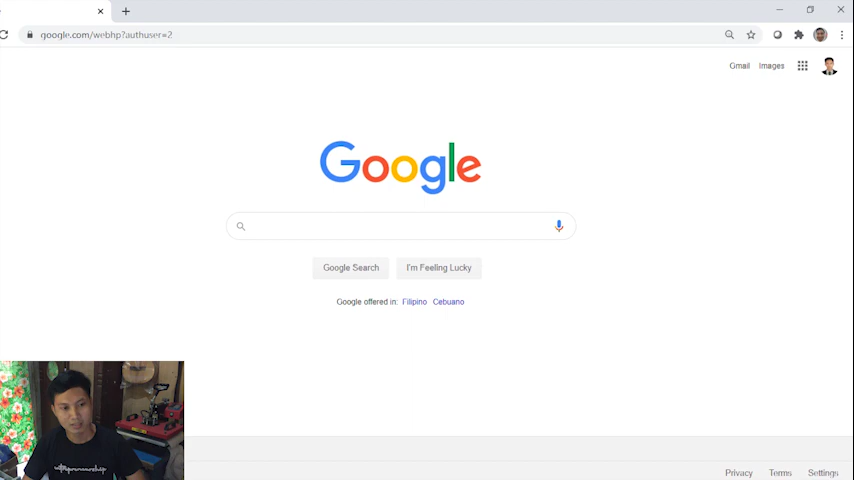 google.com/webhp?authuser=2
Gmail Images
Google
Google Search I'm Feeling Lucky
Google offered in: Filipino Cebuano
Privacy Terms Settings